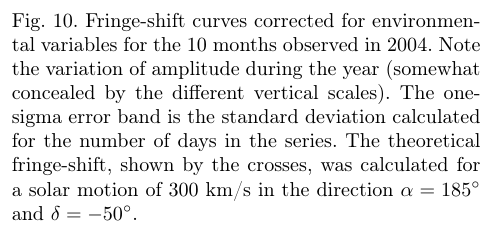 Fig. 10. Fringe-shift curves corrected for environmen-
tal variables for the 10 months observed in 2004. Note
the variation of amplitude during the year (somewhat
concealed by the different vertical scales). The one-
sigma error band is the standard deviation calculated
for the number of days in the series. The theoretical
fringe-shift, shown by the crosses, was calculated for
a solar motion of 300 km/s in the direction α = 185°
and δ = −50°.